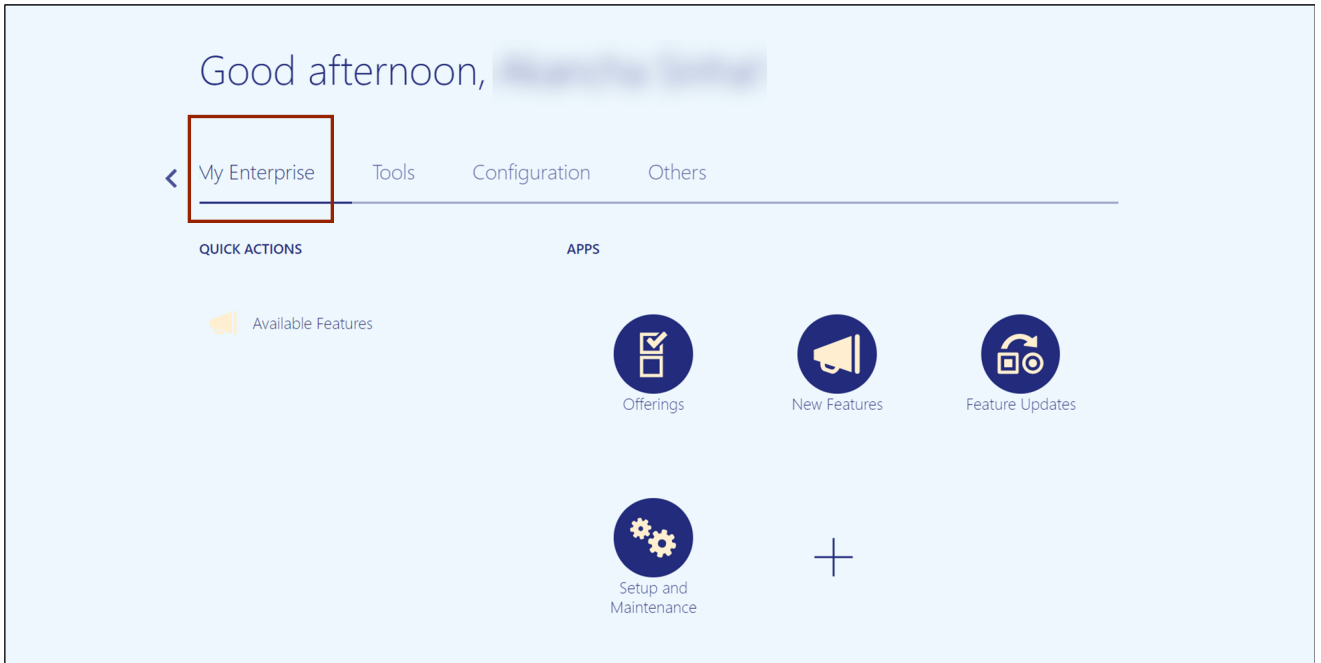 Good afternoon,
My Enterprise
Tools
Configuration
Others
QUICK ACTIONS
APPS
Available Features
Offerings
New Features
Feature Updates
Setup and
Maintenance